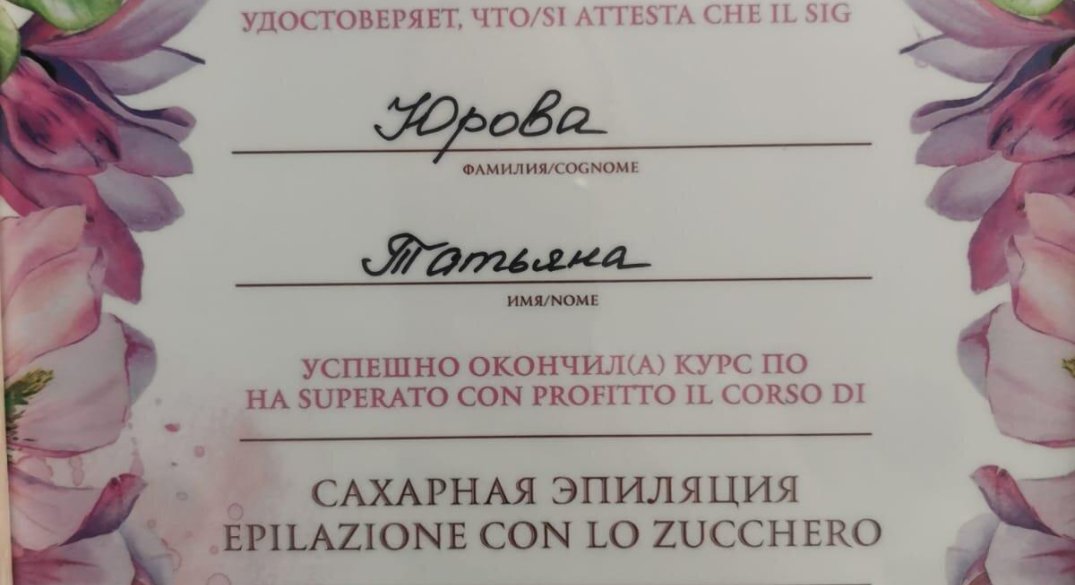 УДОСТОВЕРЯЕТ, ЧТО/SI ATTESTA CHE IL SIG
Юрова
ФАМИЛИЯ/COGNOME
Татьяна
ИМЯ/NOME
УСПЕШНО ОКОНЧИЛ(А) КУРС ПО
HA SUPERATO CON PROFITTO IL CORSO DI
САХАРНАЯ ЭПИЛЯЦИЯ
EPILAZIONE CON LO ZUCCHERO